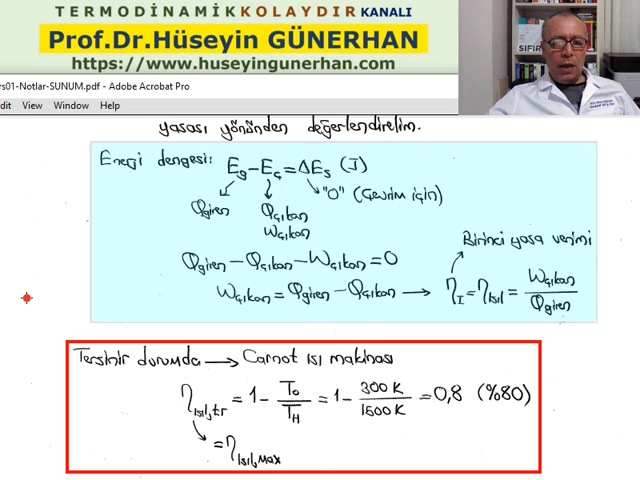 TERMODİNAMİKKOLAYDIR KANALI
Prof.Dr.Hüseyin GÜNERHAN
https://www.huseyingunerhan.com
rs01-Notlar-SUNUM.pdf - Adobe Acrobat Pro
dit View Window Help
SIFIR
yasası yönünden değerlendirelim.
Enerji dengesi: Eg − Eç = ΔEs (J)
"0" (Çevrim için)
Qgiren
Qçıkan
Wçıkan
Birinci yasa verimi
Qgiren − Qçıkan − Wçıkan = 0
Wçıkan = Qgiren − Qçıkan → ηI = ηısıl = Wçıkan / Qgiren
Tersinir durumda → Carnot ısı makinası
ηısıl,tr = 1 − T0 / TH = 1 − 300 K / 1500 K = 0,8 (%80)
= ηısıl,max